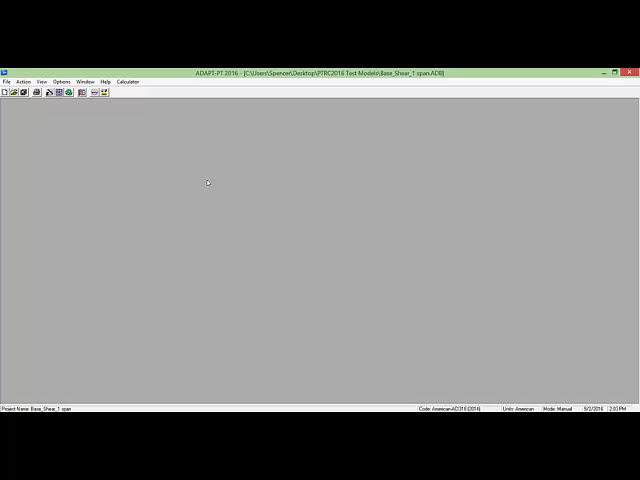 ADAPT-PT 2016 - [C:\Users\Spencer\Desktop\PTRC2016 Test Models\Base_Shear_1 span.ADB]
File Action View Options Window Help Calculator
Project Name: Base_Shear_1 span Code: American-ACI318 (2014) Units: American Mode: Manual 5/2/2016 2:03 PM